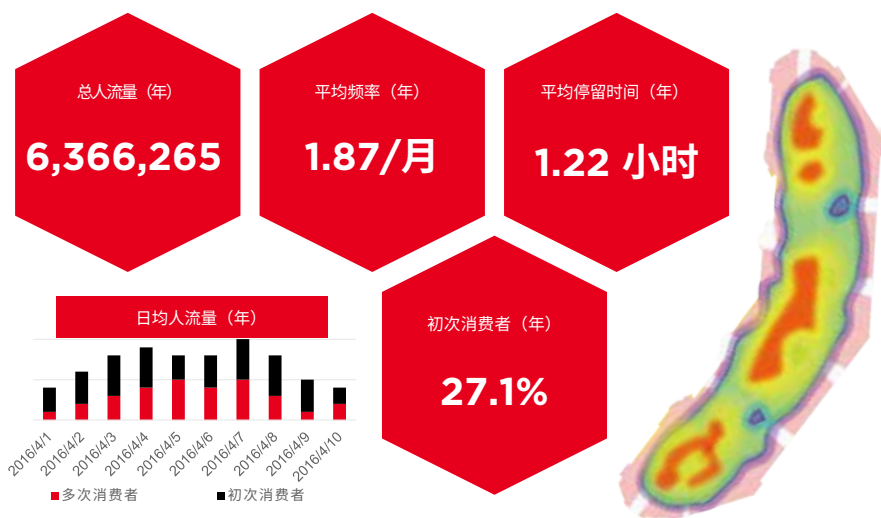 总人流量（年）
6,366,265
平均频率（年）
1.87/月
平均停留时间（年）
1.22 小时
日均人流量（年）
2016/4/1
2016/4/2
2016/4/3
2016/4/4
2016/4/5
2016/4/6
2016/4/7
2016/4/8
2016/4/9
2016/4/10
多次消费者
初次消费者
初次消费者（年）
27.1%